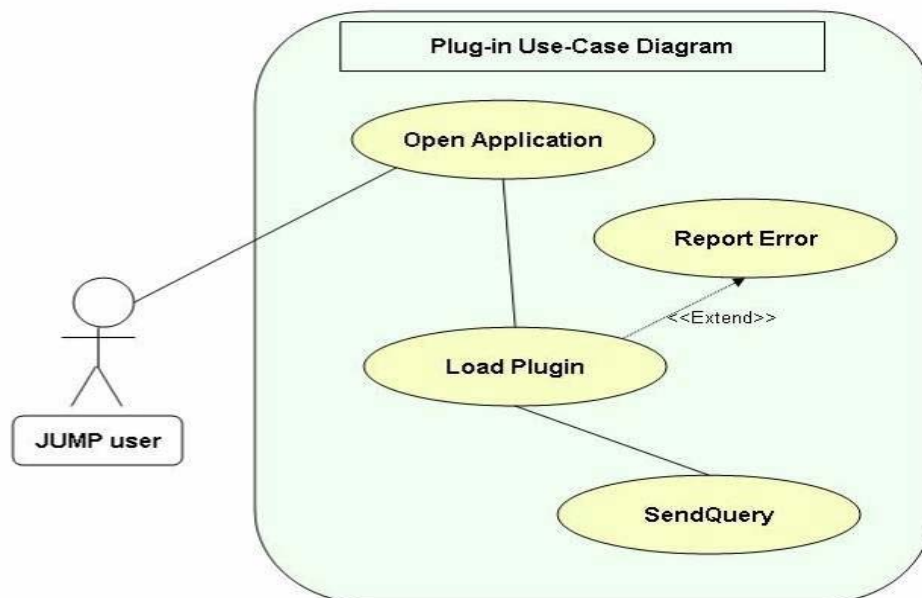 Plug-in Use-Case Diagram
Open Application
Report Error
<<Extend>>
Load Plugin
JUMP user
SendQuery